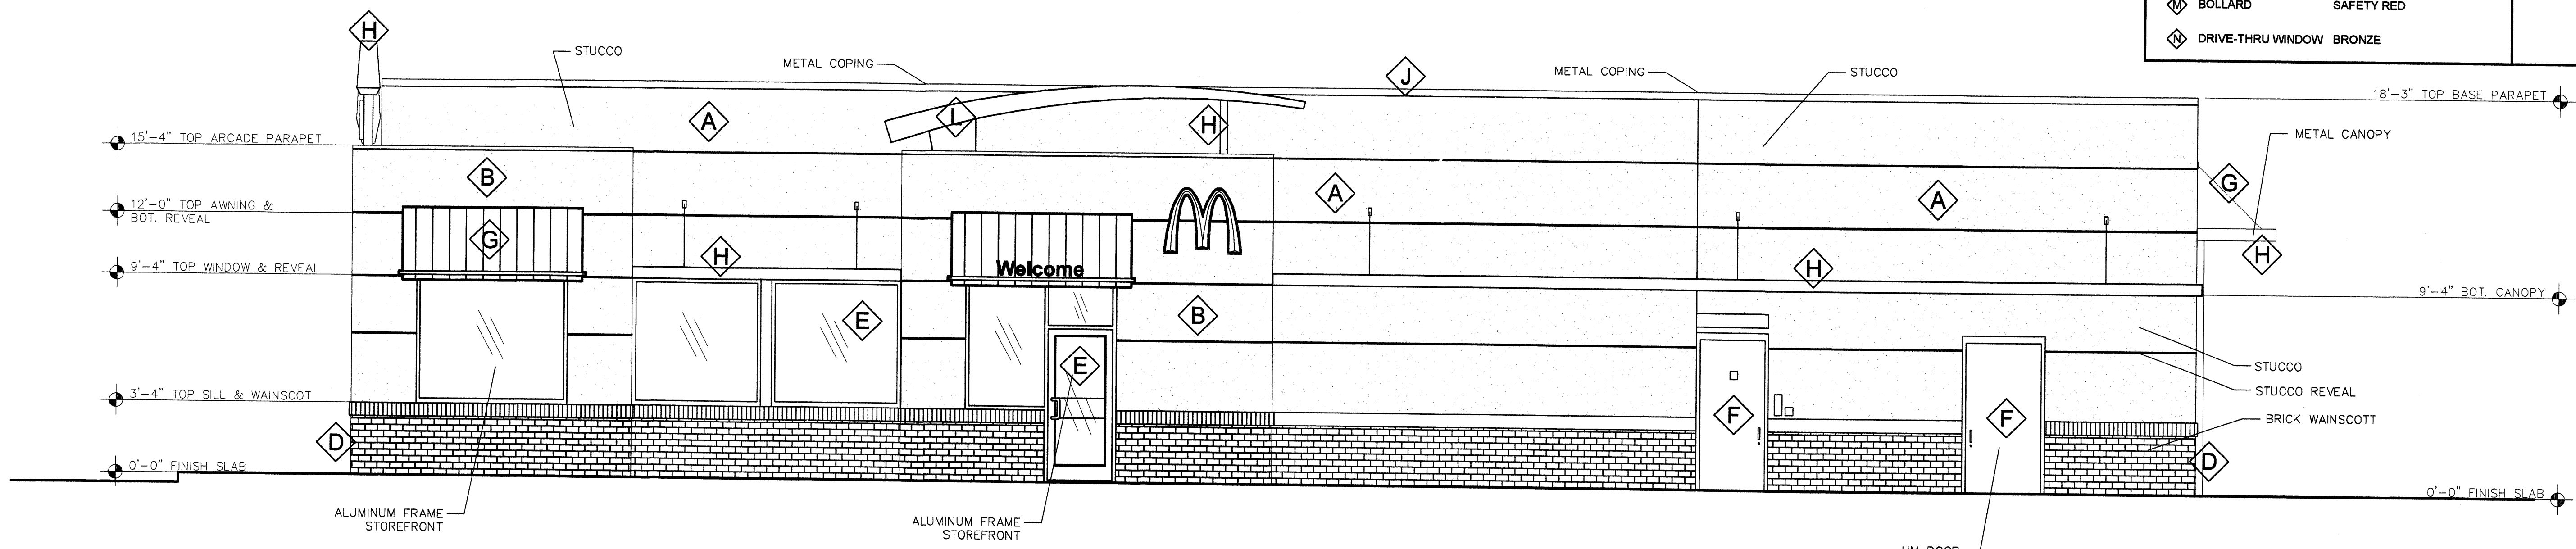 M BOLLARD SAFETY RED
N DRIVE-THRU WINDOW BRONZE
H
STUCCO
METAL COPING
J
METAL COPING
STUCCO
18'-3" TOP BASE PARAPET
A
L
H
15'-4" TOP ARCADE PARAPET
METAL CANOPY
B
A
A
G
12'-0" TOP AWNING &
BOT. REVEAL
G
H
Welcome
H
H
9'-4" TOP WINDOW & REVEAL
9'-4" BOT. CANOPY
E
B
E
STUCCO
STUCCO REVEAL
3'-4" TOP SILL & WAINSCOT
F
F
BRICK WAINSCOTT
D
D
0'-0" FINISH SLAB
0'-0" FINISH SLAB
ALUMINUM FRAME
STOREFRONT
ALUMINUM FRAME
STOREFRONT